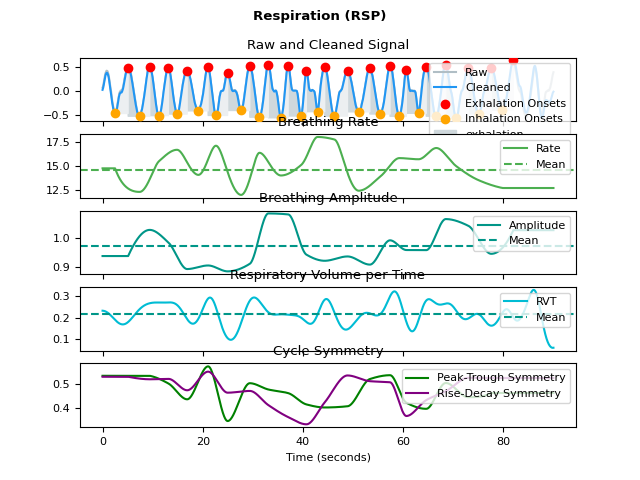 Respiration (RSP)
Raw and Cleaned Signal
0.5
0.0
−0.5
Raw
Cleaned
Exhalation Onsets
Inhalation Onsets
exhalation
Breathing Rate
17.5
15.0
12.5
Rate
Mean
Breathing Amplitude
1.0
0.9
Amplitude
Mean
Respiratory Volume per Time
0.3
0.2
0.1
RVT
Mean
Cycle Symmetry
0.5
0.4
Peak-Trough Symmetry
Rise-Decay Symmetry
0 20 40 60 80
Time (seconds)